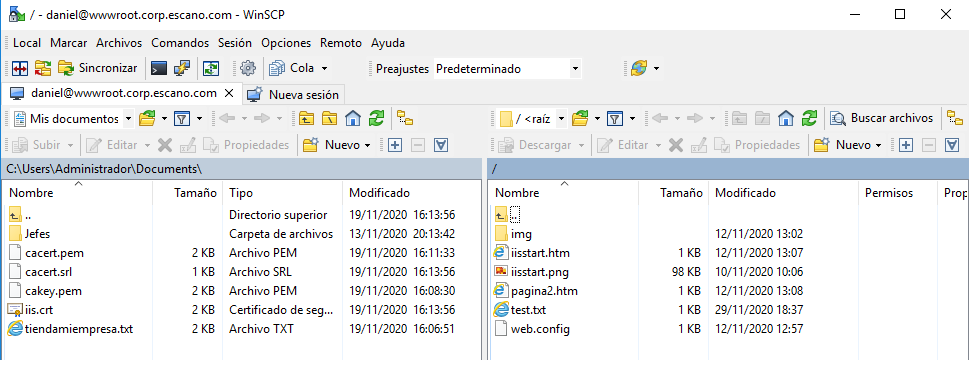 / - daniel@wwwroot.corp.escano.com - WinSCP
Local Marcar Archivos Comandos Sesión Opciones Remoto Ayuda
Sincronizar Cola Preajustes Predeterminado
daniel@wwwroot.corp.escano.com Nueva sesión
Mis documentos / <raíz Buscar archivos
Subir Editar Propiedades Nuevo Descargar Editar Propiedades Nuevo
C:\Users\Administrador\Documents\ /
Nombre Tamaño Tipo Modificado Nombre Tamaño Modificado Permisos Prop
.. Directorio superior 19/11/2020 16:13:56 ..
Jefes Carpeta de archivos 13/11/2020 20:13:42 img 12/11/2020 13:02
cacert.pem 2 KB Archivo PEM 19/11/2020 16:11:33 iisstart.htm 1 KB 12/11/2020 13:07
cacert.srl 1 KB Archivo SRL 19/11/2020 16:13:56 iisstart.png 98 KB 10/11/2020 10:06
cakey.pem 2 KB Archivo PEM 19/11/2020 16:08:30 pagina2.htm 1 KB 12/11/2020 13:08
iis.crt 2 KB Certificado de seg... 19/11/2020 16:13:56 test.txt 1 KB 29/11/2020 18:37
tiendamiempresa.txt 2 KB Archivo TXT 19/11/2020 16:06:51 web.config 1 KB 12/11/2020 12:57